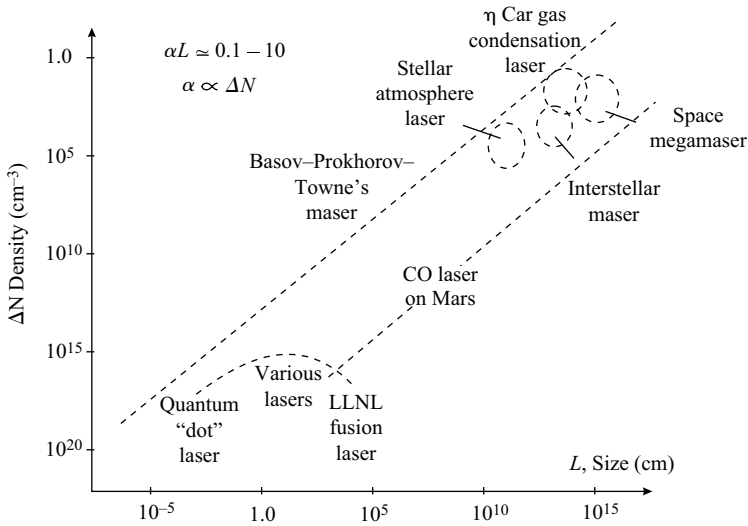 η Car gas
condensation
laser
1.0
αL ≃ 0.1 – 10
α ∝ ΔN
Stellar
atmosphere
laser
Space
megamaser
10⁵
Basov–Prokhorov–
Towne's
maser
Interstellar
maser
ΔN Density (cm⁻³)
10¹⁰
CO laser
on Mars
10¹⁵
Various
lasers
Quantum
“dot”
laser
LLNL
fusion
laser
10²⁰
L, Size (cm)
10⁻⁵
1.0
10⁵
10¹⁰
10¹⁵